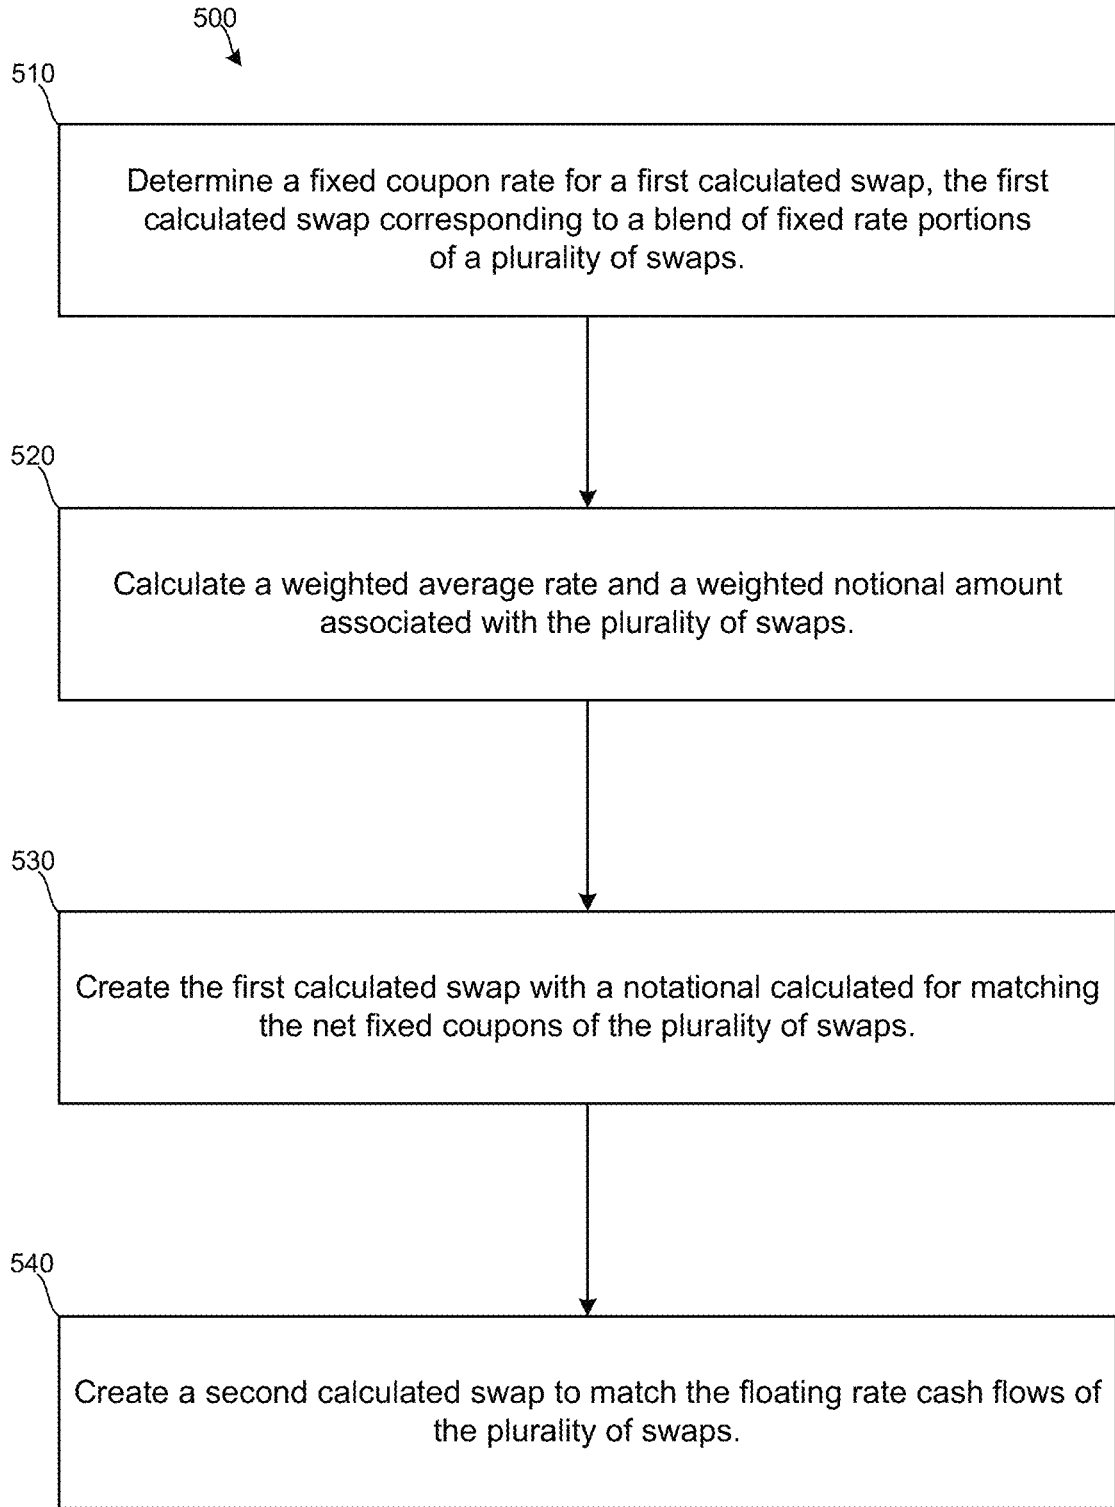 500
510
Determine a fixed coupon rate for a first calculated swap, the first
calculated swap corresponding to a blend of fixed rate portions
of a plurality of swaps.
520
Calculate a weighted average rate and a weighted notional amount
associated with the plurality of swaps.
530
Create the first calculated swap with a notational calculated for matching
the net fixed coupons of the plurality of swaps.
540
Create a second calculated swap to match the floating rate cash flows of
the plurality of swaps.